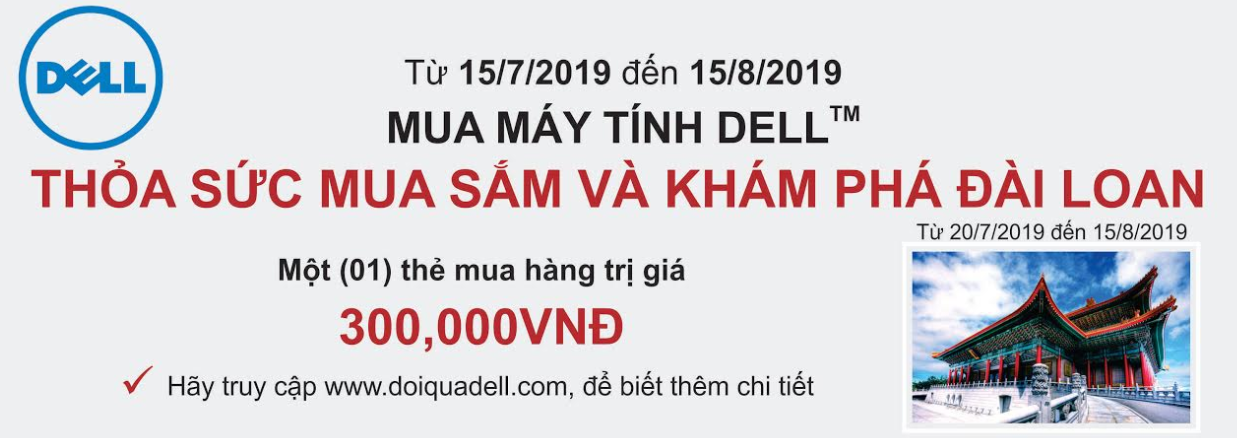 DELL
Từ 15/7/2019 đến 15/8/2019
MUA MÁY TÍNH DELL™
THỎA SỨC MUA SẮM VÀ KHÁM PHÁ ĐÀI LOAN
Từ 20/7/2019 đến 15/8/2019
Một (01) thẻ mua hàng trị giá
300,000VNĐ
✓ Hãy truy cập www.doiquadell.com, để biết thêm chi tiết